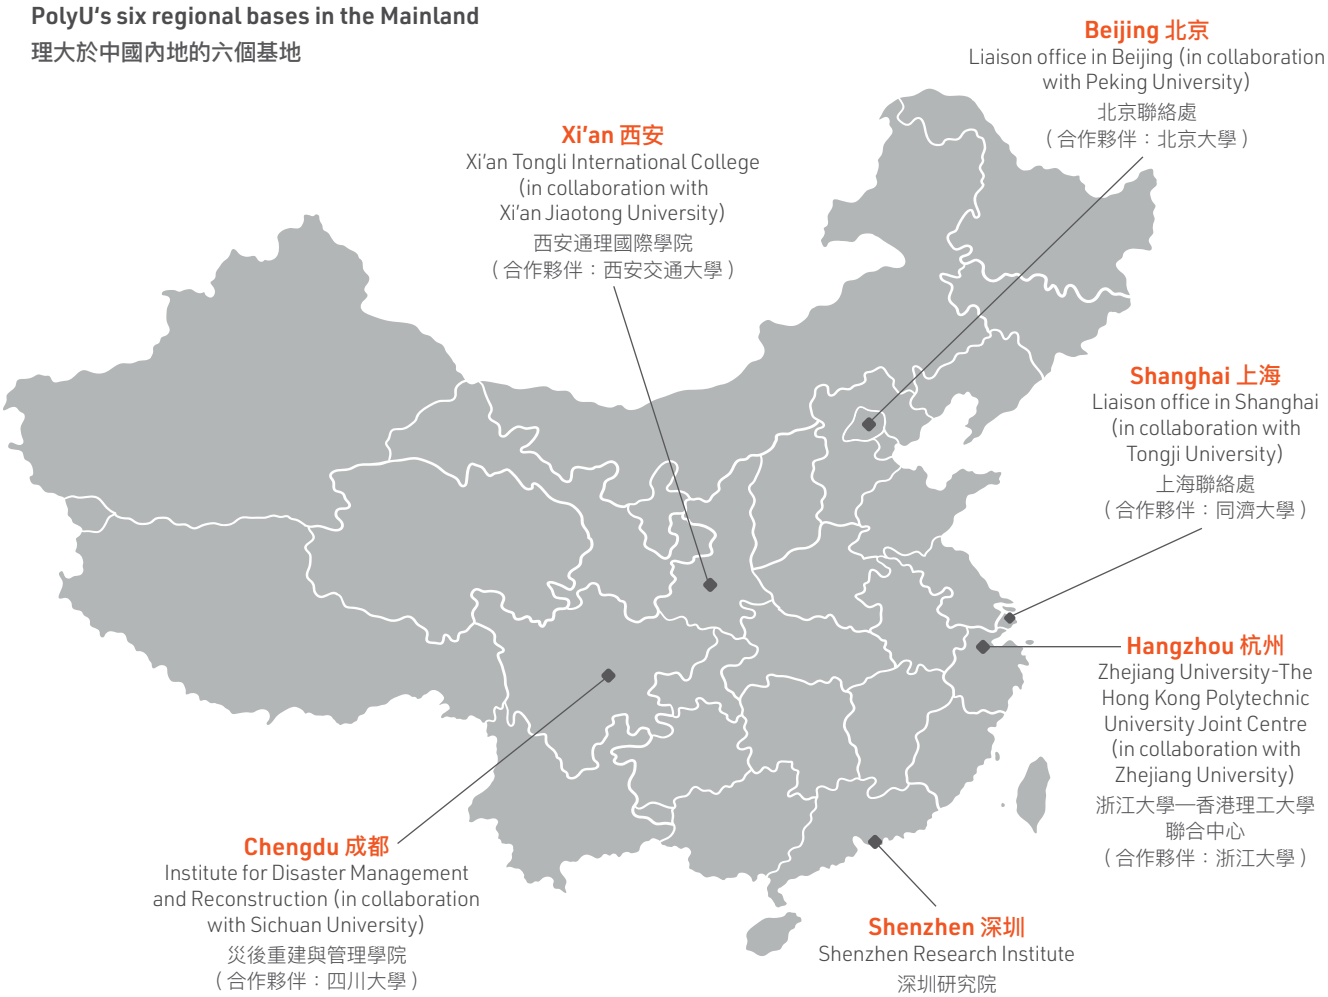 PolyU‘s six regional bases in the Mainland
理大於中國內地的六個基地
Beijing 北京
Liaison office in Beijing (in collaboration
with Peking University)
北京聯絡處
( 合作夥伴：北京大學 )
Xi’an 西安
Xi’an Tongli International College
(in collaboration with
Xi’an Jiaotong University)
西安通理國際學院
( 合作夥伴：西安交通大學 )
Shanghai 上海
Liaison office in Shanghai
(in collaboration with
Tongji University)
上海聯絡處
( 合作夥伴：同濟大學 )
Hangzhou 杭州
Zhejiang University-The
Hong Kong Polytechnic
University Joint Centre
(in collaboration with
Zhejiang University)
浙江大學—香港理工大學
聯合中心
( 合作夥伴：浙江大學 )
Chengdu 成都
Institute for Disaster Management
and Reconstruction (in collaboration
with Sichuan University)
災後重建與管理學院
( 合作夥伴：四川大學 )
Shenzhen 深圳
Shenzhen Research Institute
深圳研究院